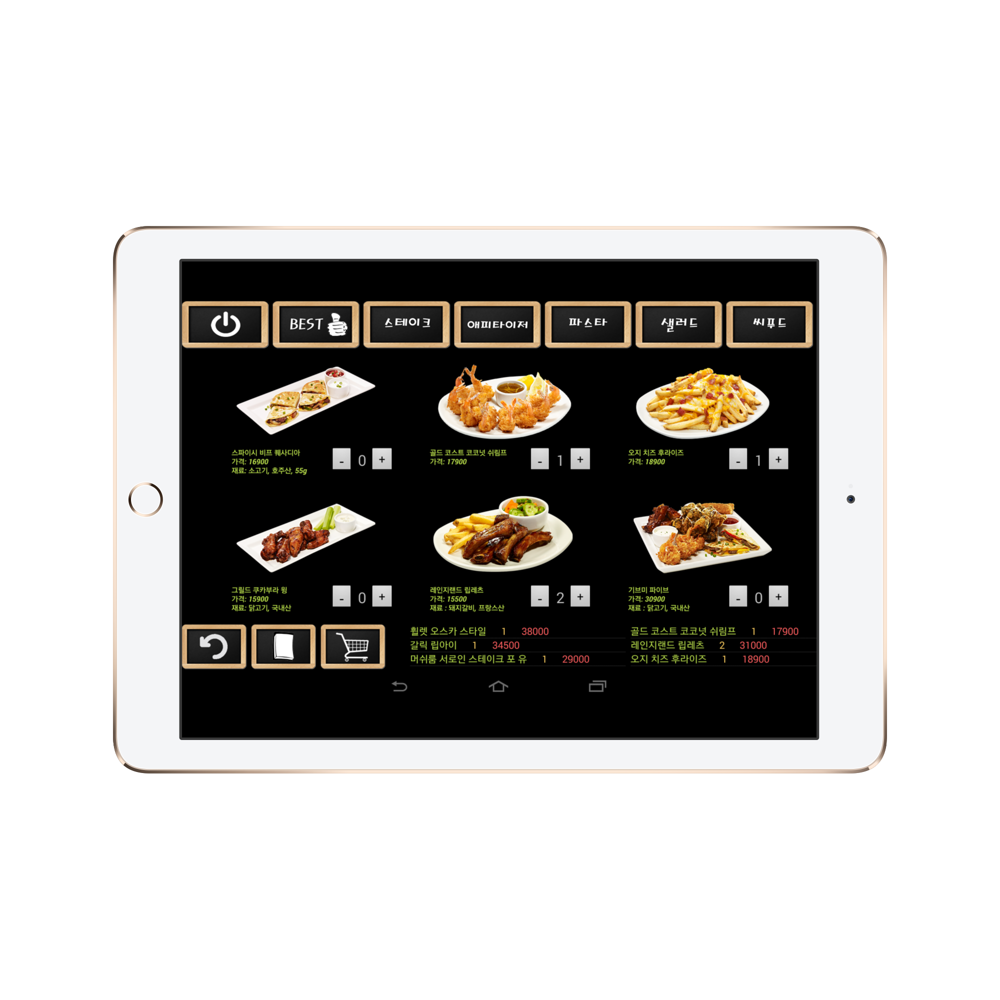 BEST
스테이크
애피타이저
파스타
샐러드
씨푸드
스파이시 비프 퀘사디아
가격: 16900
재료: 소고기, 호주산, 55g
- 0 +
골드 코스트 코코넛 쉬림프
가격: 17900
- 1 +
오지 치즈 후라이즈
가격: 18900
- 1 +
그릴드 쿠카부라 윙
가격: 15900
재료: 닭고기, 국내산
- 0 +
레인지랜드 립레츠
가격: 15500
재료 : 돼지갈비, 프랑스산
- 2 +
기브미 파이브
가격: 30900
재료 : 닭고기, 국내산
- 0 +
휠렛 오스카 스타일 1 38000
갈릭 립아이 1 34500
머쉬룸 서로인 스테이크 포 유 1 29000
골드 코스트 코코넛 쉬림프 1 17900
레인지랜드 립레츠 2 31000
오지 치즈 후라이즈 1 18900